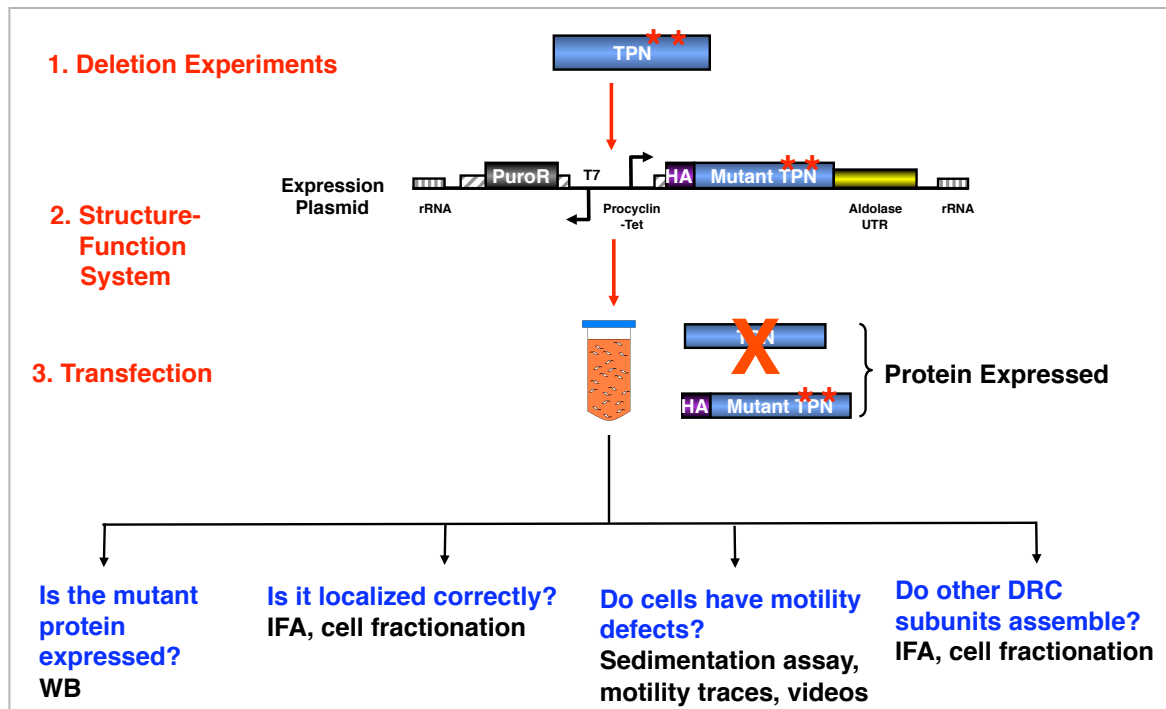 TPN
1. Deletion Experiments
PuroR
T7
HA
Mutant TPN
Expression
Plasmid
rRNA
Procyclin
-Tet
Aldolase
UTR
rRNA
2. Structure-
Function
System
TPN
3. Transfection
X
Protein Expressed
HA
Mutant TPN
Is the mutant
protein
expressed?
WB
Is it localized correctly?
IFA, cell fractionation
Do cells have motility
defects?
Sedimentation assay,
motility traces, videos
Do other DRC
subunits assemble?
IFA, cell fractionation